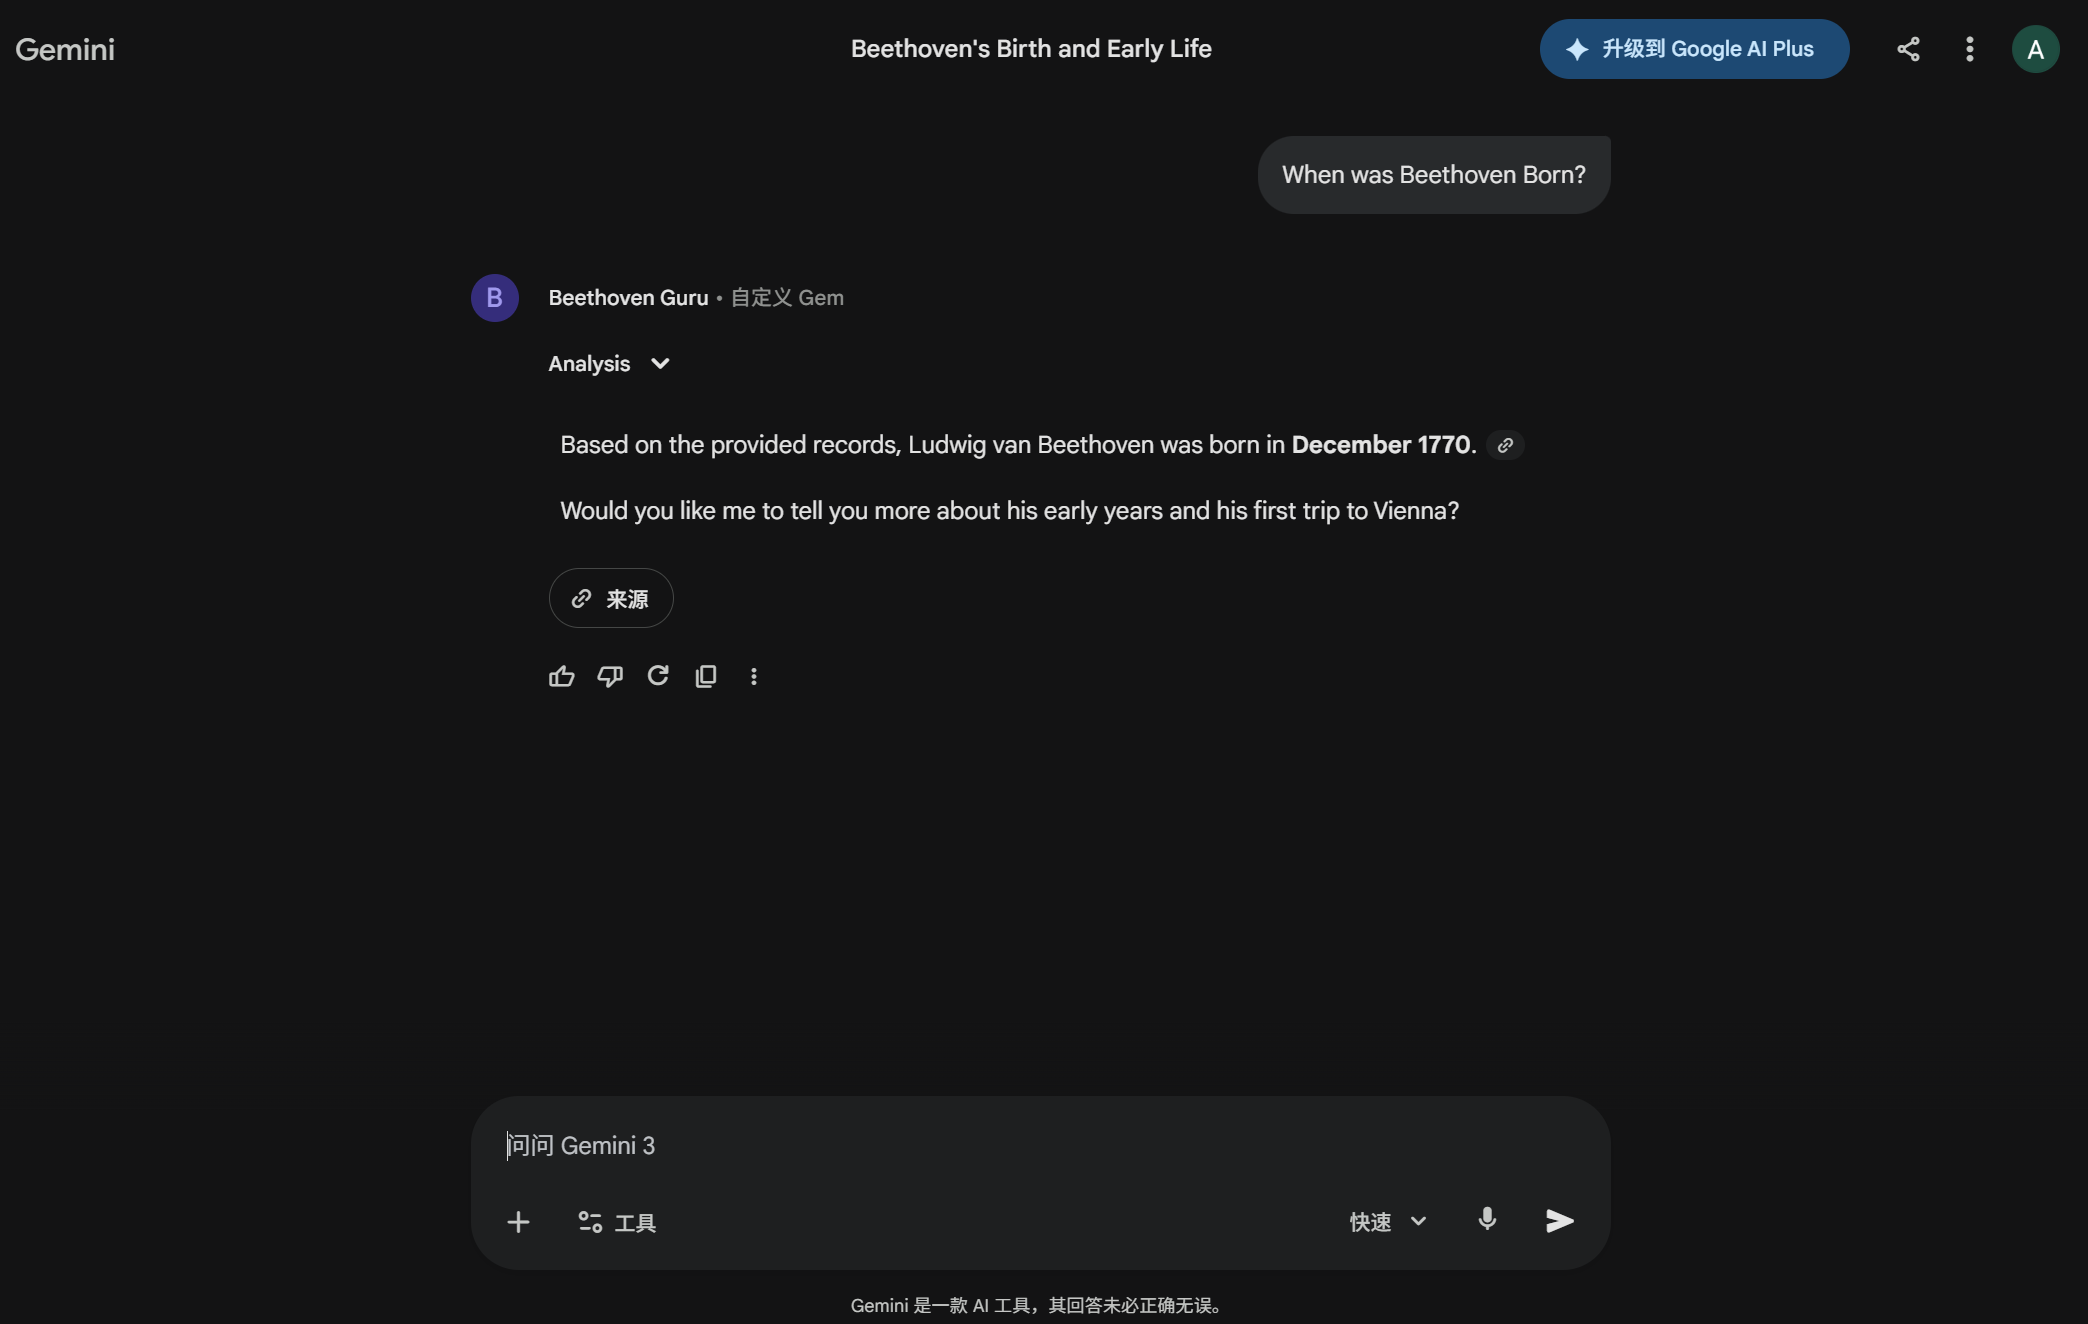 Gemini
Beethoven's Birth and Early Life
升级到 Google AI Plus
A
When was Beethoven Born?
B
Beethoven Guru • 自定义 Gem
Analysis
Based on the provided records, Ludwig van Beethoven was born in December 1770.
Would you like me to tell you more about his early years and his first trip to Vienna?
来源
问问 Gemini 3
工具
快速
Gemini 是一款 AI 工具，其回答未必正确无误。